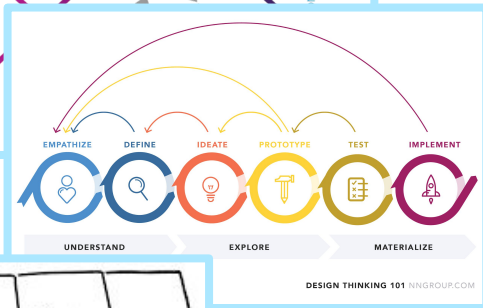 EMPATHIZE DEFINE IDEATE PROTOTYPE TEST IMPLEMENT
UNDERSTAND EXPLORE MATERIALIZE
DESIGN THINKING 101 NNGROUP.COM